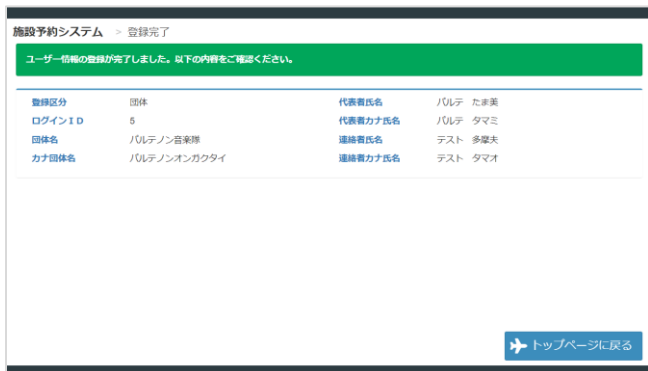 施設予約システム > 登録完了
ユーザー情報の登録が完了しました。以下の内容をご確認ください。
登録区分 団体 代表者氏名 パルテ たま美
ログインID 5 代表者カナ氏名 パルテ タマミ
団体名 パルテノン音楽隊 連絡者氏名 テスト 多摩夫
カナ団体名 パルテノンオンガクタイ 連絡者カナ氏名 テスト タマオ
トップページに戻る